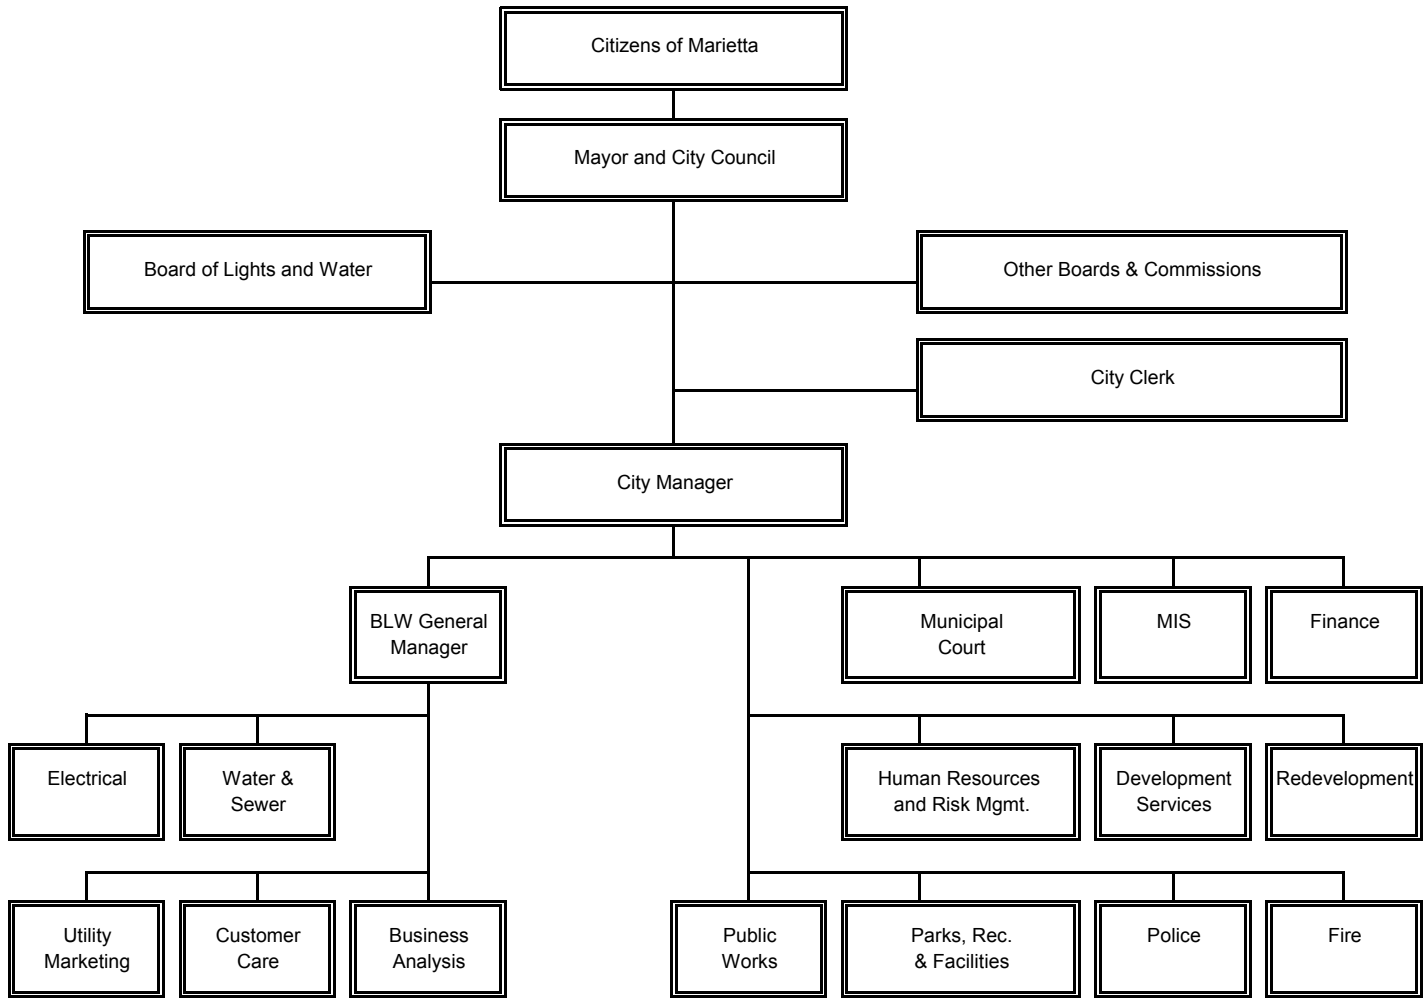 Citizens of Marietta
Mayor and City Council
Board of Lights and Water
Other Boards & Commissions
City Clerk
City Manager
BLW General
Manager
Municipal
Court
MIS
Finance
Electrical
Water &
Sewer
Human Resources
and Risk Mgmt.
Development
Services
Redevelopment
Utility
Marketing
Customer
Care
Business
Analysis
Public
Works
Parks, Rec.
& Facilities
Police
Fire